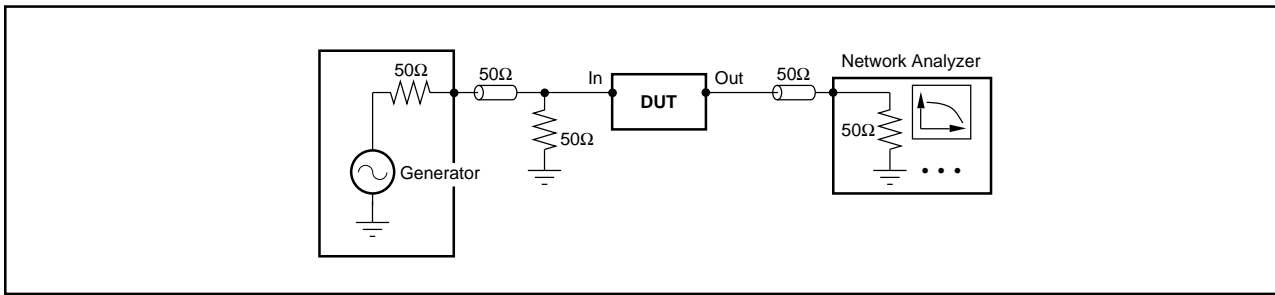 50Ω
50Ω
In
DUT
Out
50Ω
Network Analyzer
50Ω
50Ω
Generator